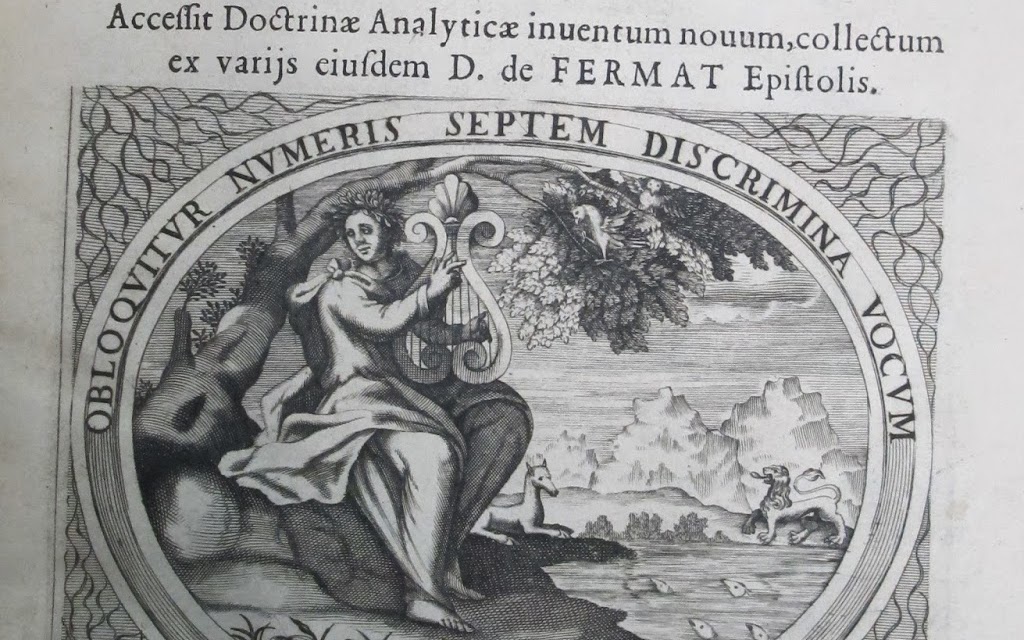 Acceſſit Doctrinæ Analyticæ inuentum nouum, collectum
ex varijs eiuſdem D. de FERMAT Epiſtolis.
OBLOQVITVR NVMERIS SEPTEM DISCRIMINA VOCVM